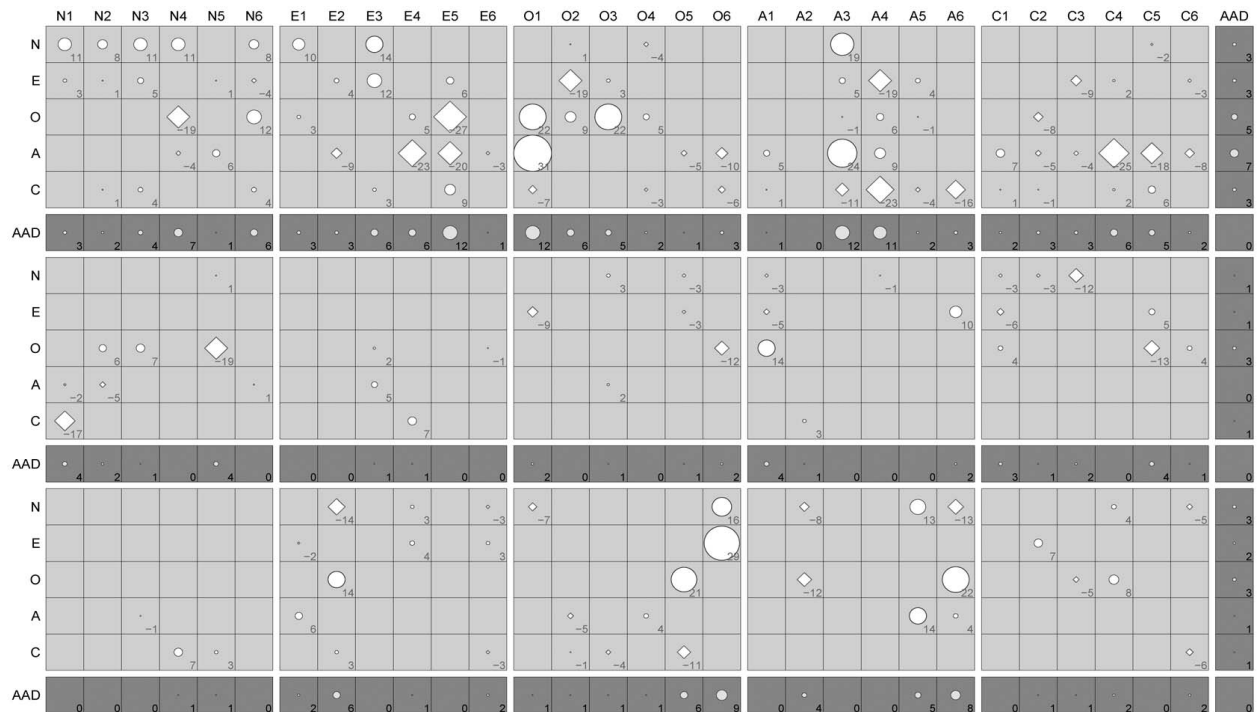 N1 N2 N3 N4 N5 N6 E1 E2 E3 E4 E5 E6 O1 O2 O3 O4 O5 O6 A1 A2 A3 A4 A5 A6 C1 C2 C3 C4 C5 C6 AAD
N 11 8 11 11 8 10 14 1 −4 19 −2 3
E 3 1 5 1 −4 4 12 6 −19 3 5 −19 4 −9 2 −3 3
O −19 12 3 5 −27 22 9 22 5 −1 6 −1 −8 5
A −4 6 −9 −23 −20 −3 31 −5 −10 5 24 9 7 −5 −4 −25 −18 −8 7
C 1 4 4 3 9 −7 −3 −6 1 −11 −23 −4 −16 1 −1 2 6 3
AAD 3 2 4 7 1 6 3 3 6 6 12 1 12 6 5 2 1 3 1 0 12 11 2 3 2 3 3 6 5 2 0
N 1 3 −3 −3 −1 −3 −3 −12 1
E −9 −3 −5 10 −6 5 1
O 6 7 −19 2 −1 −12 14 4 −13 4 3
A −2 −5 1 5 2 0
C −17 7 3 1
AAD 4 2 1 0 4 0 0 0 1 1 0 0 2 0 1 0 1 2 4 1 0 0 0 2 3 1 2 0 4 1 0
N −14 3 −3 −7 16 −8 13 −13 4 −5 3
E −2 4 3 29 7 2
O 14 21 −12 22 −5 8 3
A −1 6 −5 4 14 4 1
C 7 3 3 −3 −1 −4 −11 −6 1
AAD 0 0 0 1 1 0 2 6 0 1 0 2 1 1 1 1 6 9 0 4 0 0 5 8 0 1 1 2 0 2 0